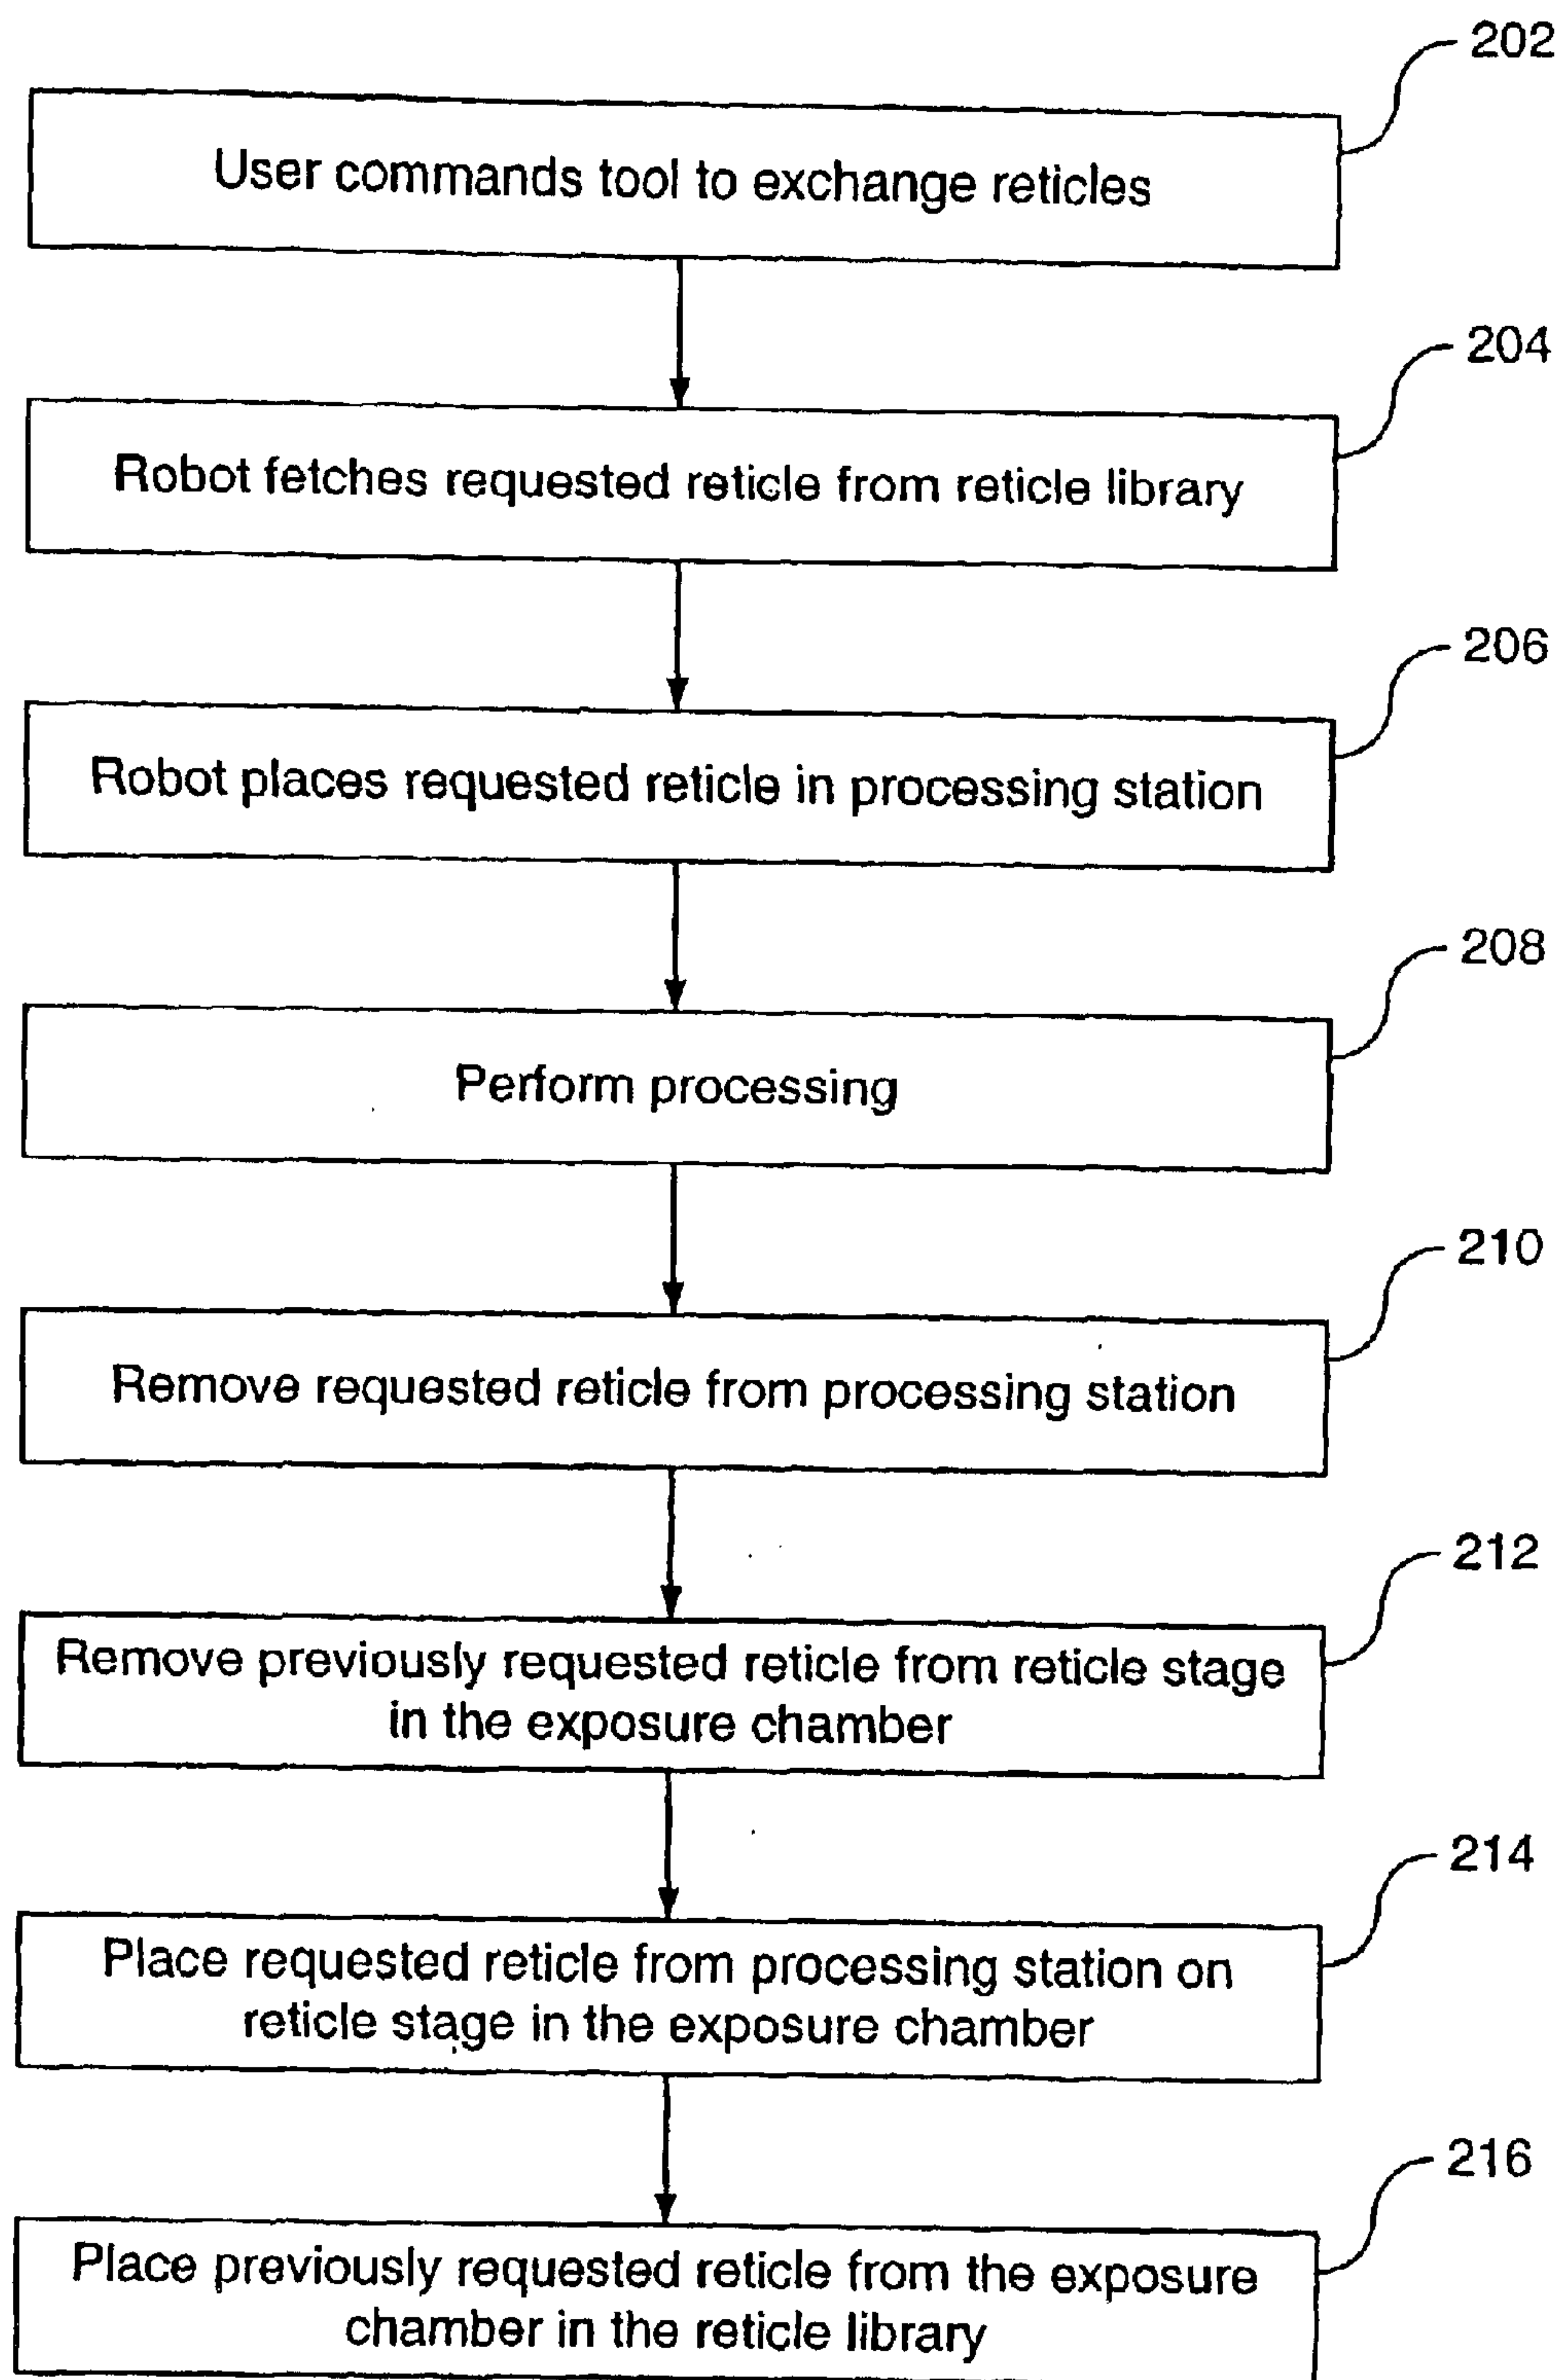 202
User commands tool to exchange reticles
204
Robot fetches requested reticle from reticle library
206
Robot places requested reticle in processing station
208
Perform processing
210
Remove requested reticle from processing station
212
Remove previously requested reticle from reticle stage
in the exposure chamber
214
Place requested reticle from processing station on
reticle stage in the exposure chamber
216
Place previously requested reticle from the exposure
chamber in the reticle library